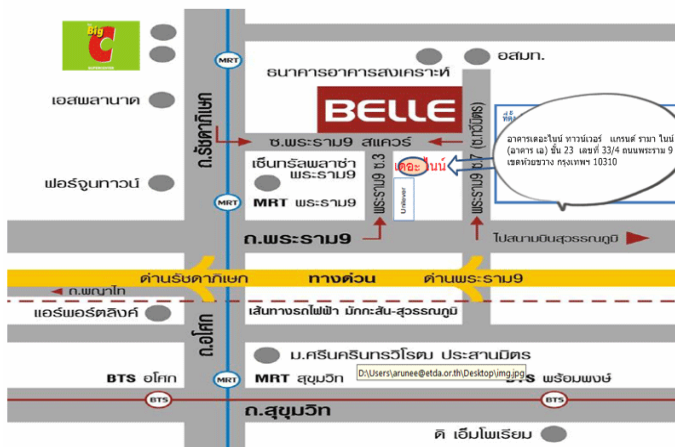 Big
C
MRT
อสมท.
ธนาคารอาคารสงเคราะห์
เอสพลานาด
BELLE
ถ.รัชดาภิเษก
ซ.พระราม9 สแควร์
พระราม9 ซ.7 (ซ.ทวีมิตร)
อาคารเดอะไนน์ ทาวน์เวอร์ แกรนด์ รามา ไนน์
(อาคาร เอ) ชั้น 23 เลขที่ 33/4 ถนนพระราม 9
เขตห้วยขวาง กรุงเทพฯ 10310
เซ็นทรัลพลาซ่า
พระราม9
พระราม9 ซ.3
เดอะ ไนน์
Unilever
ฟอร์จูนทาวน์
MRT
MRT พระราม9
ถ.พระราม9
ไปสนามบินสุวรรณภูมิ
ด่านรัชดาภิเษก
ทางด่วน
ด่านพระราม9
ถ.พญาไท
แอร์พอร์ตลิงค์
เส้นทางรถไฟฟ้า มักกะสัน-สุวรรณภูมิ
ถ.อโศก
ม.ศรีนครินทรวิโรฒ ประสานมิตร
D:\Users\arunee@etda.or.th\Desktop\img.jpg
BTS อโศก
MRT
MRT สุขุมวิท
BTS พร้อมพงษ์
BTS
BTS
ถ.สุขุมวิท
ดิ เอ็มโพเรียม